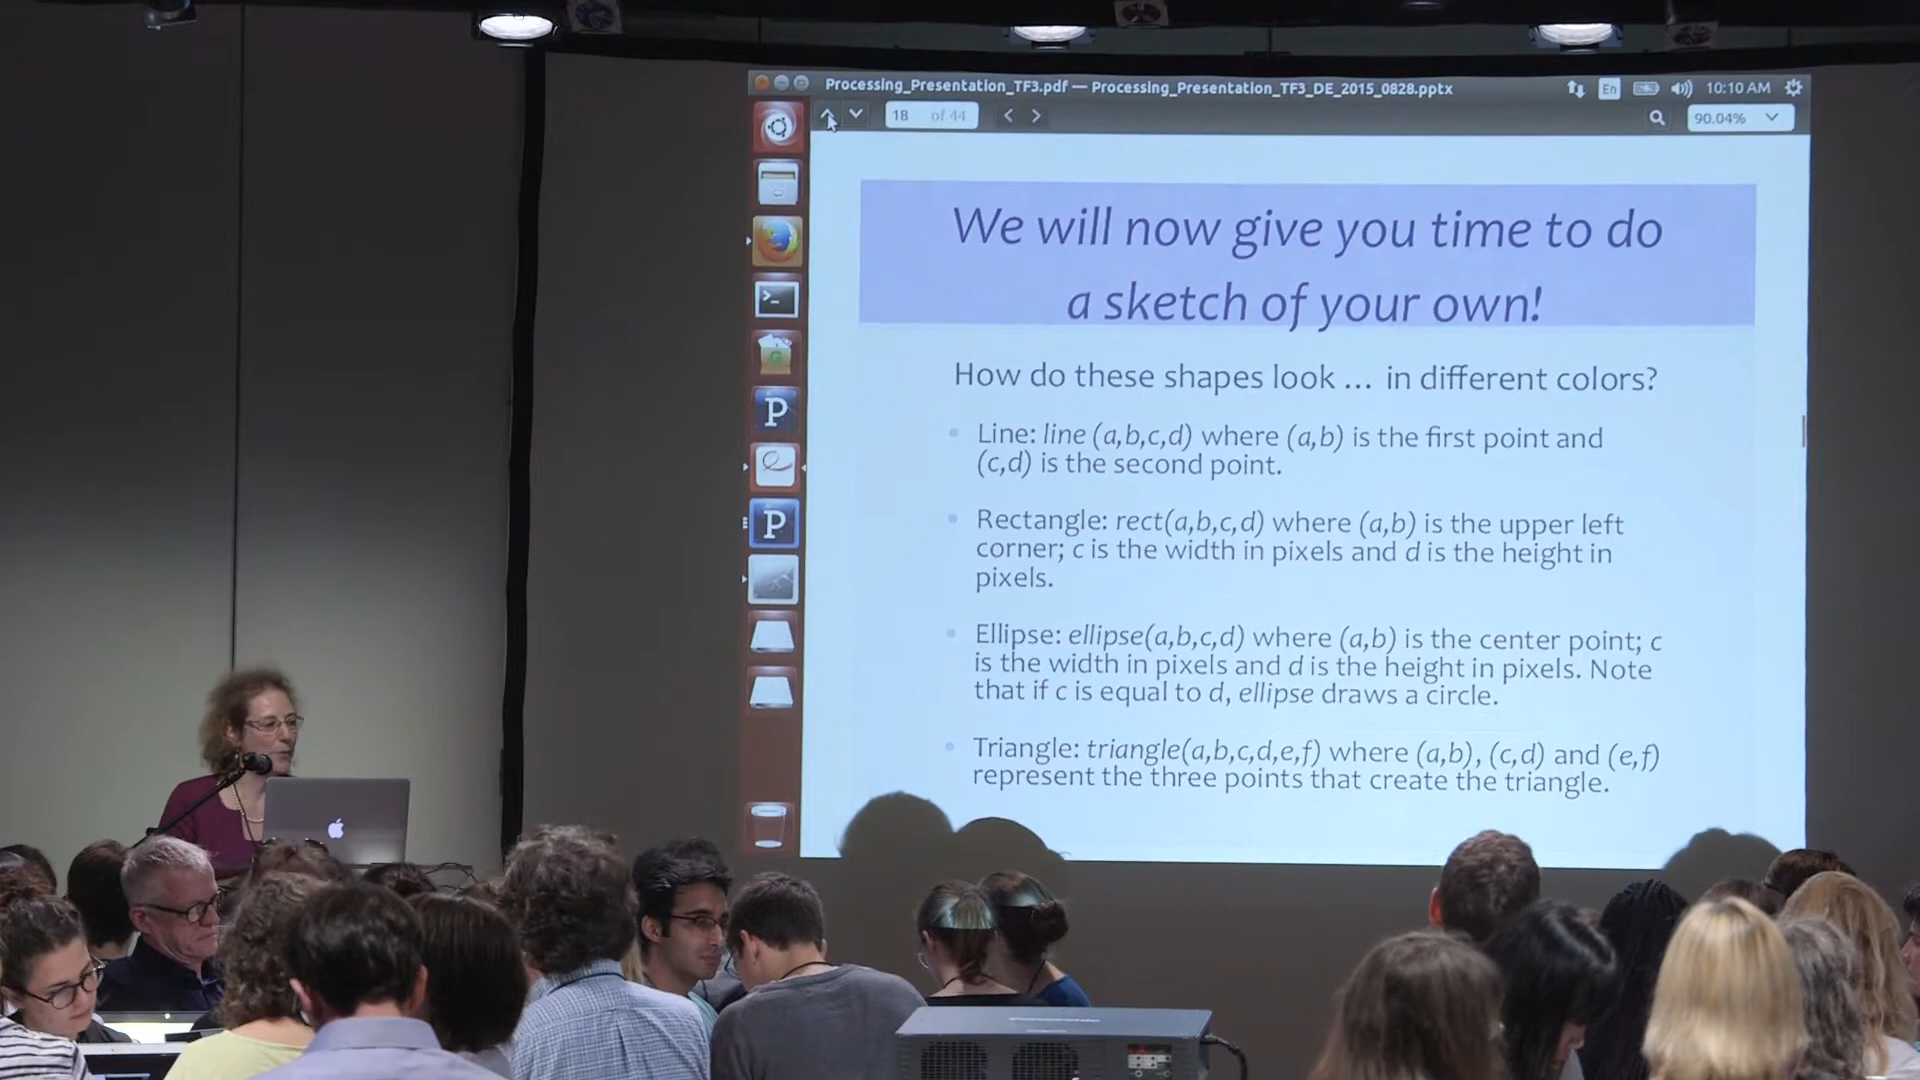 Processing_Presentation_TF3.pdf — Processing_Presentation_TF3_DE_2015_0828.pptx
En
10:10 AM
18 of 44
90.04%
We will now give you time to do
a sketch of your own!
How do these shapes look ... in different colors?
Line: line (a,b,c,d) where (a,b) is the first point and
(c,d) is the second point.
Rectangle: rect(a,b,c,d) where (a,b) is the upper left
corner; c is the width in pixels and d is the height in
pixels.
Ellipse: ellipse(a,b,c,d) where (a,b) is the center point; c
is the width in pixels and d is the height in pixels. Note
that if c is equal to d, ellipse draws a circle.
Triangle: triangle(a,b,c,d,e,f) where (a,b), (c,d) and (e,f)
represent the three points that create the triangle.
P
P